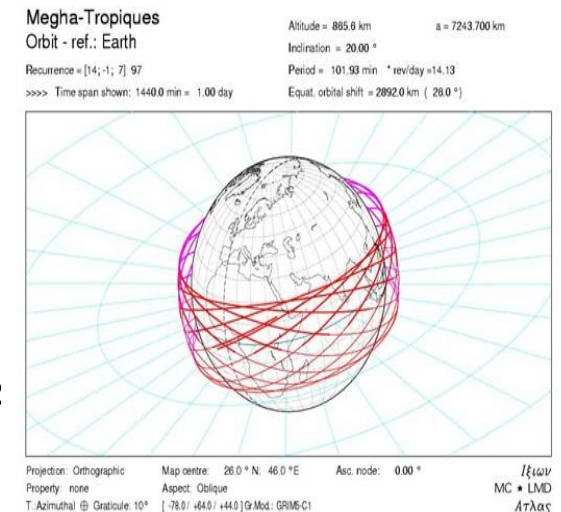 Megha-Tropiques
Orbit - ref.: Earth
Recurrence = [14; -1; 7] 97
>>>> Time span shown: 1440.0 min = 1.00 day
Altitude = 865.6 km a = 7243.700 km
Inclination = 20.00 °
Period = 101.93 min * rev/day =14.13
Equat. orbital shift = 2892.0 km ( 26.0 °)
Projection: Orthographic
Property: none
T.:Azimuthal ⊕ Graticule: 10°
Map centre: 26.0 ° N; 46.0 °E
Aspect: Oblique
[ -78.0/ +64.0/ +44.0] Gr.Mod.: GRIM5-C1
Asc. node: 0.00 °
Ιξιων
MC ★ LMD
Ατλας